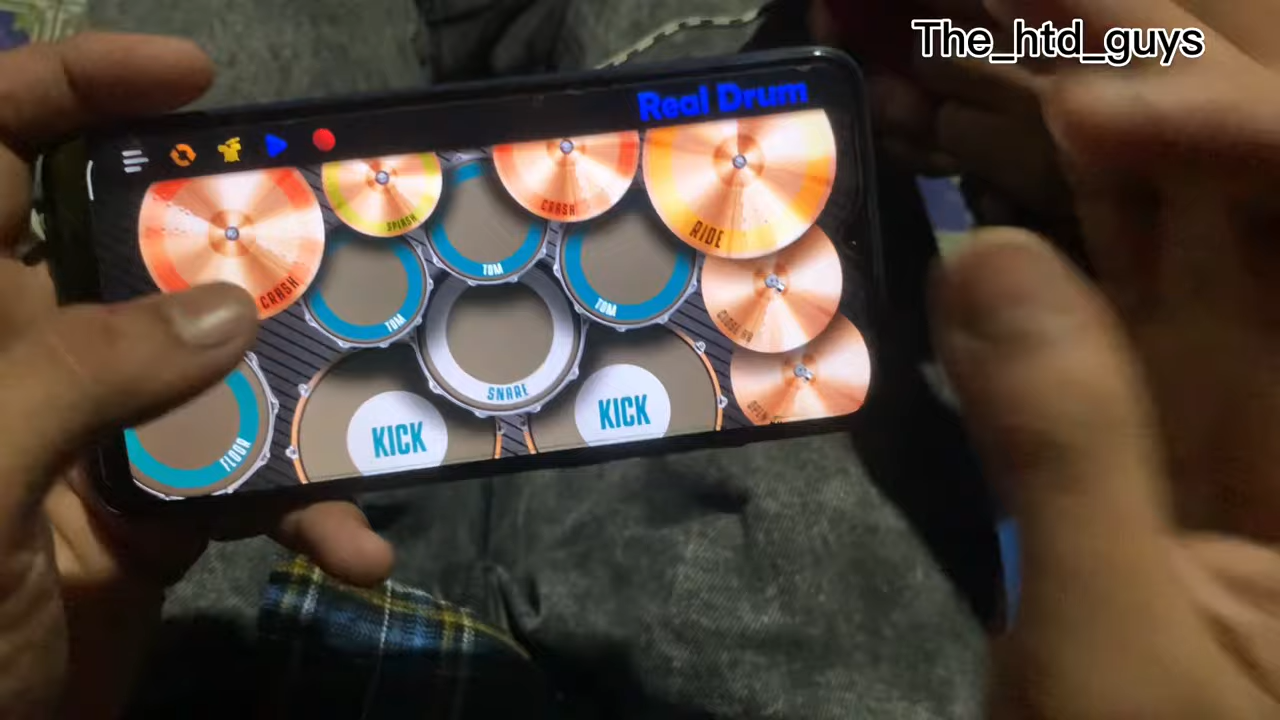 The_htd_guys
Real Drum
SPLASH
CRASH
RIDE
CRASH
TOM
TOM
TOM
SNARE
KICK
KICK
FLOOR